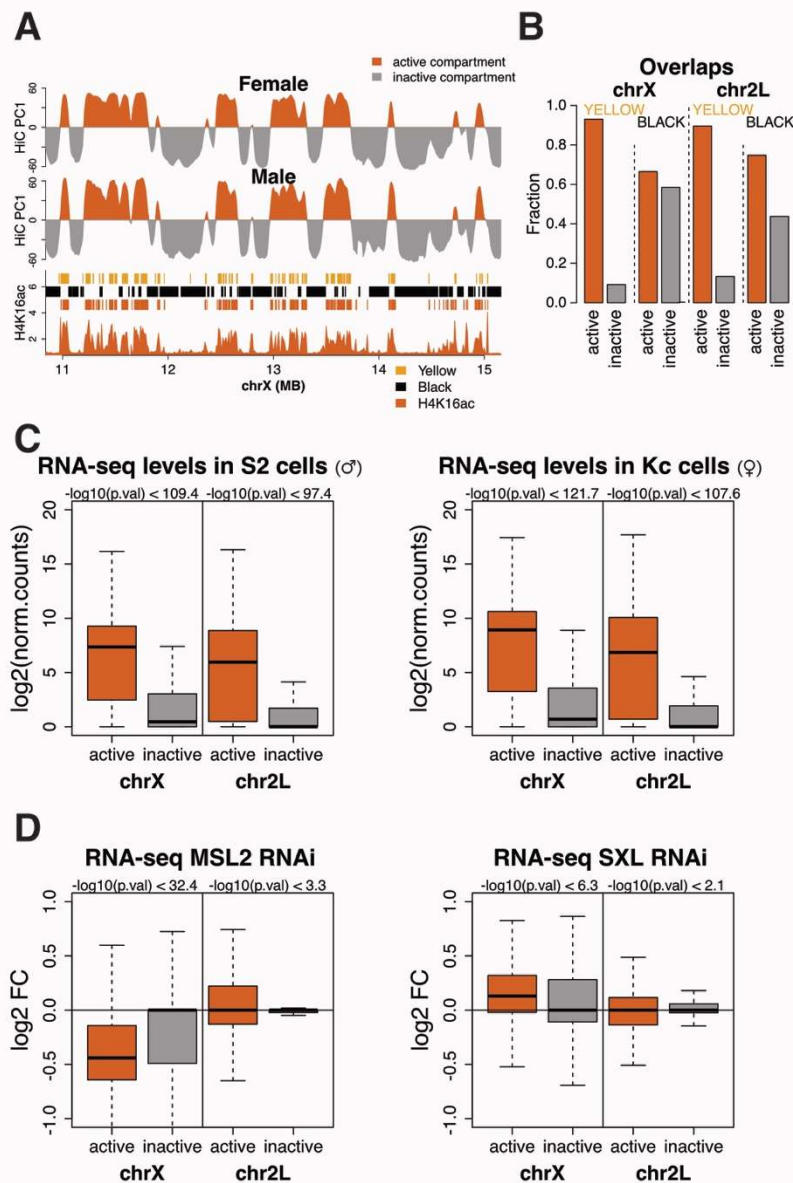 A
active compartment
inactive compartment
Female
HiC PC1
60
0
-60
Male
HiC PC1
60
0
-60
H4K16ac
6
4
2
11 12 13 14 15
chrX (MB)
Yellow
Black
H4K16ac
B
Overlaps
chrX chr2L
YELLOW YELLOW
BLACK BLACK
Fraction
1.0
0.8
0.6
0.4
0.2
0.0
active inactive active inactive active inactive active inactive
C
RNA-seq levels in S2 cells (♂)
-log10(p.val) < 109.4 -log10(p.val) < 97.4
log2(norm.counts)
20
15
10
5
0
active inactive active inactive
chrX chr2L
RNA-seq levels in Kc cells (♀)
-log10(p.val) < 121.7 -log10(p.val) < 107.6
log2(norm.counts)
20
15
10
5
0
active inactive active inactive
chrX chr2L
D
RNA-seq MSL2 RNAi
-log10(p.val) < 32.4 -log10(p.val) < 3.3
log2 FC
1.0
0.5
0.0
-0.5
-1.0
active inactive active inactive
chrX chr2L
RNA-seq SXL RNAi
-log10(p.val) < 6.3 -log10(p.val) < 2.1
log2 FC
1.0
0.5
0.0
-0.5
-1.0
active inactive active inactive
chrX chr2L